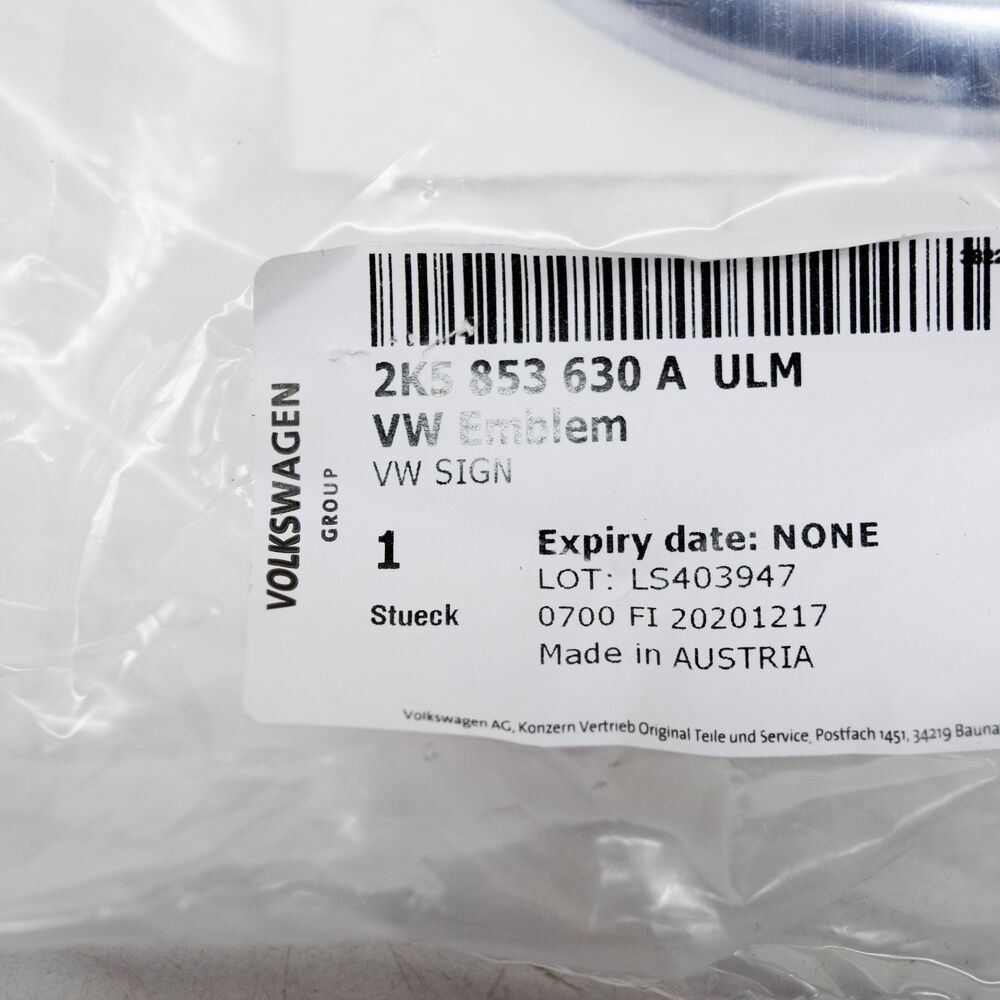 2K5 853 630 A ULM
VW Emblem
VW SIGN
VOLKSWAGEN
GROUP
1
Stueck
Expiry date: NONE
LOT: LS403947
0700 FI 20201217
Made in AUSTRIA
Volkswagen AG, Konzern Vertrieb Original Teile und Service, Postfach 1451, 34219 Bauna